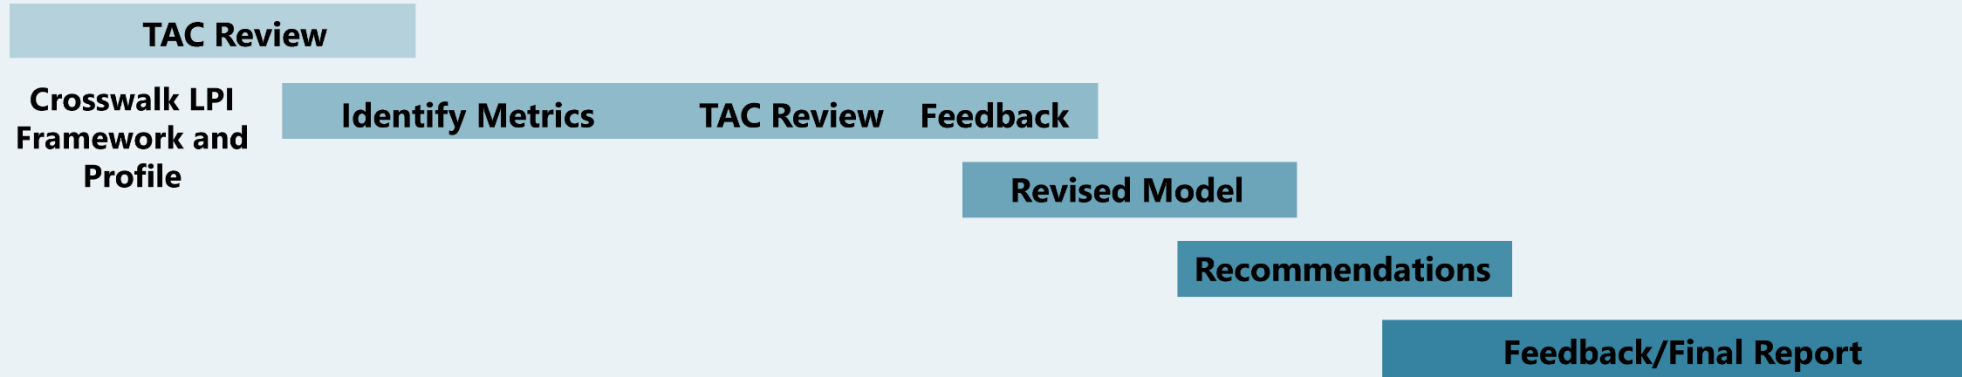 TAC Review
Crosswalk LPI
Framework and
Profile
Identify Metrics TAC Review Feedback
Revised Model
Recommendations
Feedback/Final Report